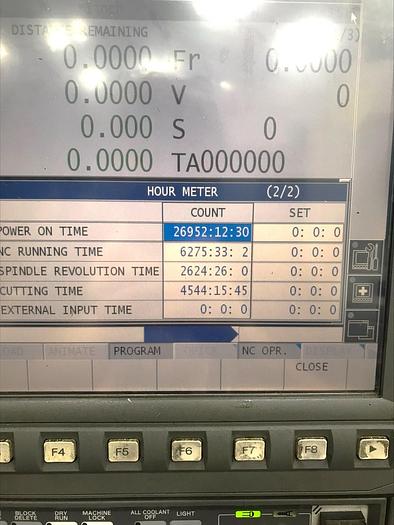 DISTANCE REMAINING
0.0000 Fr 0.0000
0.0000 V 0
0.000 S 0
0.0000 TA000000
HOUR METER (2/2)
COUNT SET
POWER ON TIME 26952:12:30 0: 0: 0
NC RUNNING TIME 6275:33: 2 0: 0: 0
SPINDLE REVOLUTION TIME 2624:26: 0 0: 0: 0
CUTTING TIME 4544:15:45 0: 0: 0
EXTERNAL INPUT TIME 0: 0: 0 0: 0: 0
ANIMATE PROGRAM NC OPR. DISPLAY
CLOSE
F4 F5 F6 F7 F8
BLOCK DELETE DRY RUN MACHINE LOCK ALL COOLANT OFF LIGHT